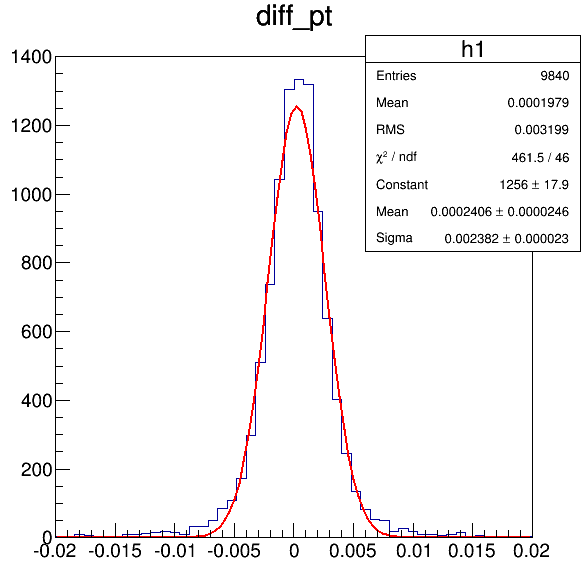 diff_pt
h1
Entries 9840
Mean 0.0001979
RMS 0.003199
χ² / ndf 461.5 / 46
Constant 1256 ± 17.9
Mean 0.0002406 ± 0.0000246
Sigma 0.002382 ± 0.000023
1400
1200
1000
800
600
400
200
0
-0.02 -0.015 -0.01 -0.005 0 0.005 0.01 0.015 0.02